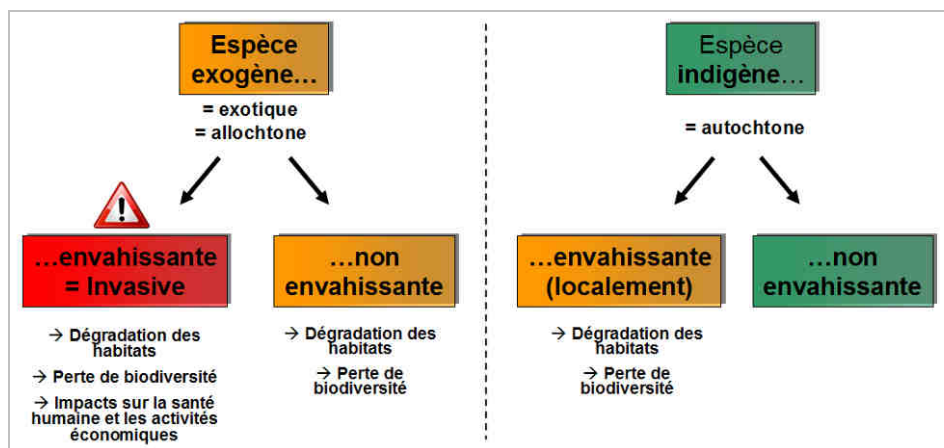 Espèce
exogène…
= exotique
= allochtone
…envahissante
= Invasive
→ Dégradation des
habitats
→ Perte de biodiversité
→ Impacts sur la santé
humaine et les activités
économiques
…non
envahissante
→ Dégradation des
habitats
→ Perte de
biodiversité
Espèce
indigène…
= autochtone
…envahissante
(localement)
→ Dégradation des
habitats
→ Perte de
biodiversité
…non
envahissante